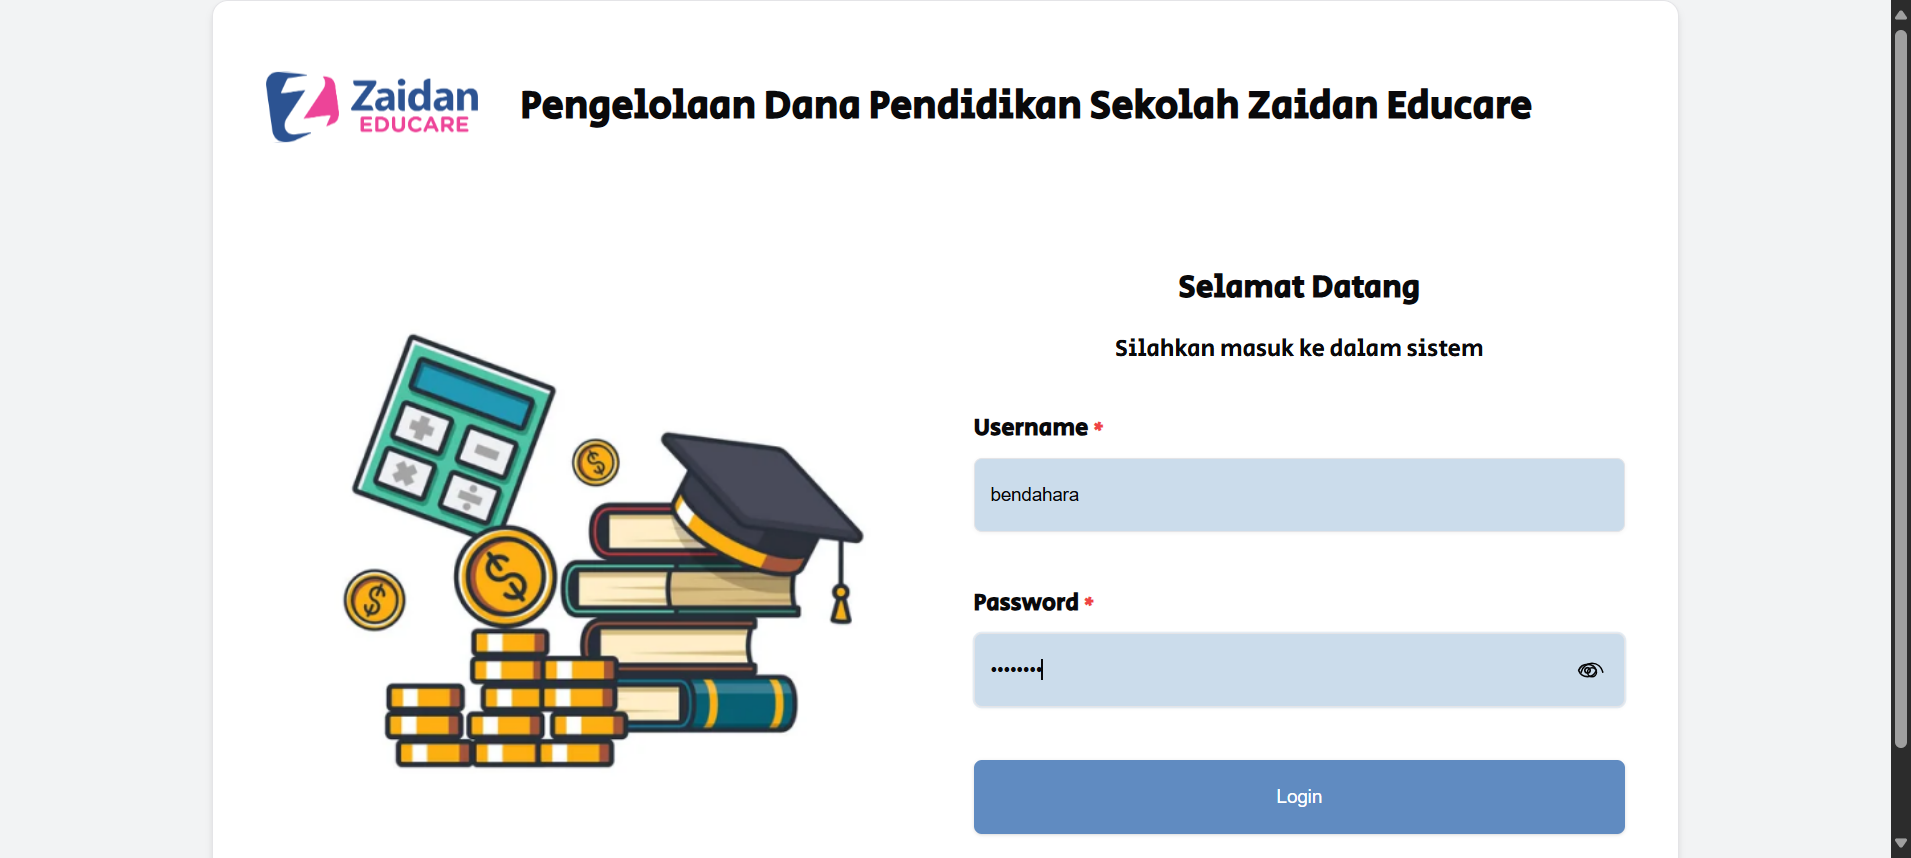 Zaidan
EDUCARE
Pengelolaan Dana Pendidikan Sekolah Zaidan Educare
Selamat Datang
Silahkan masuk ke dalam sistem
Username *
bendahara
Password *
••••••••
Login